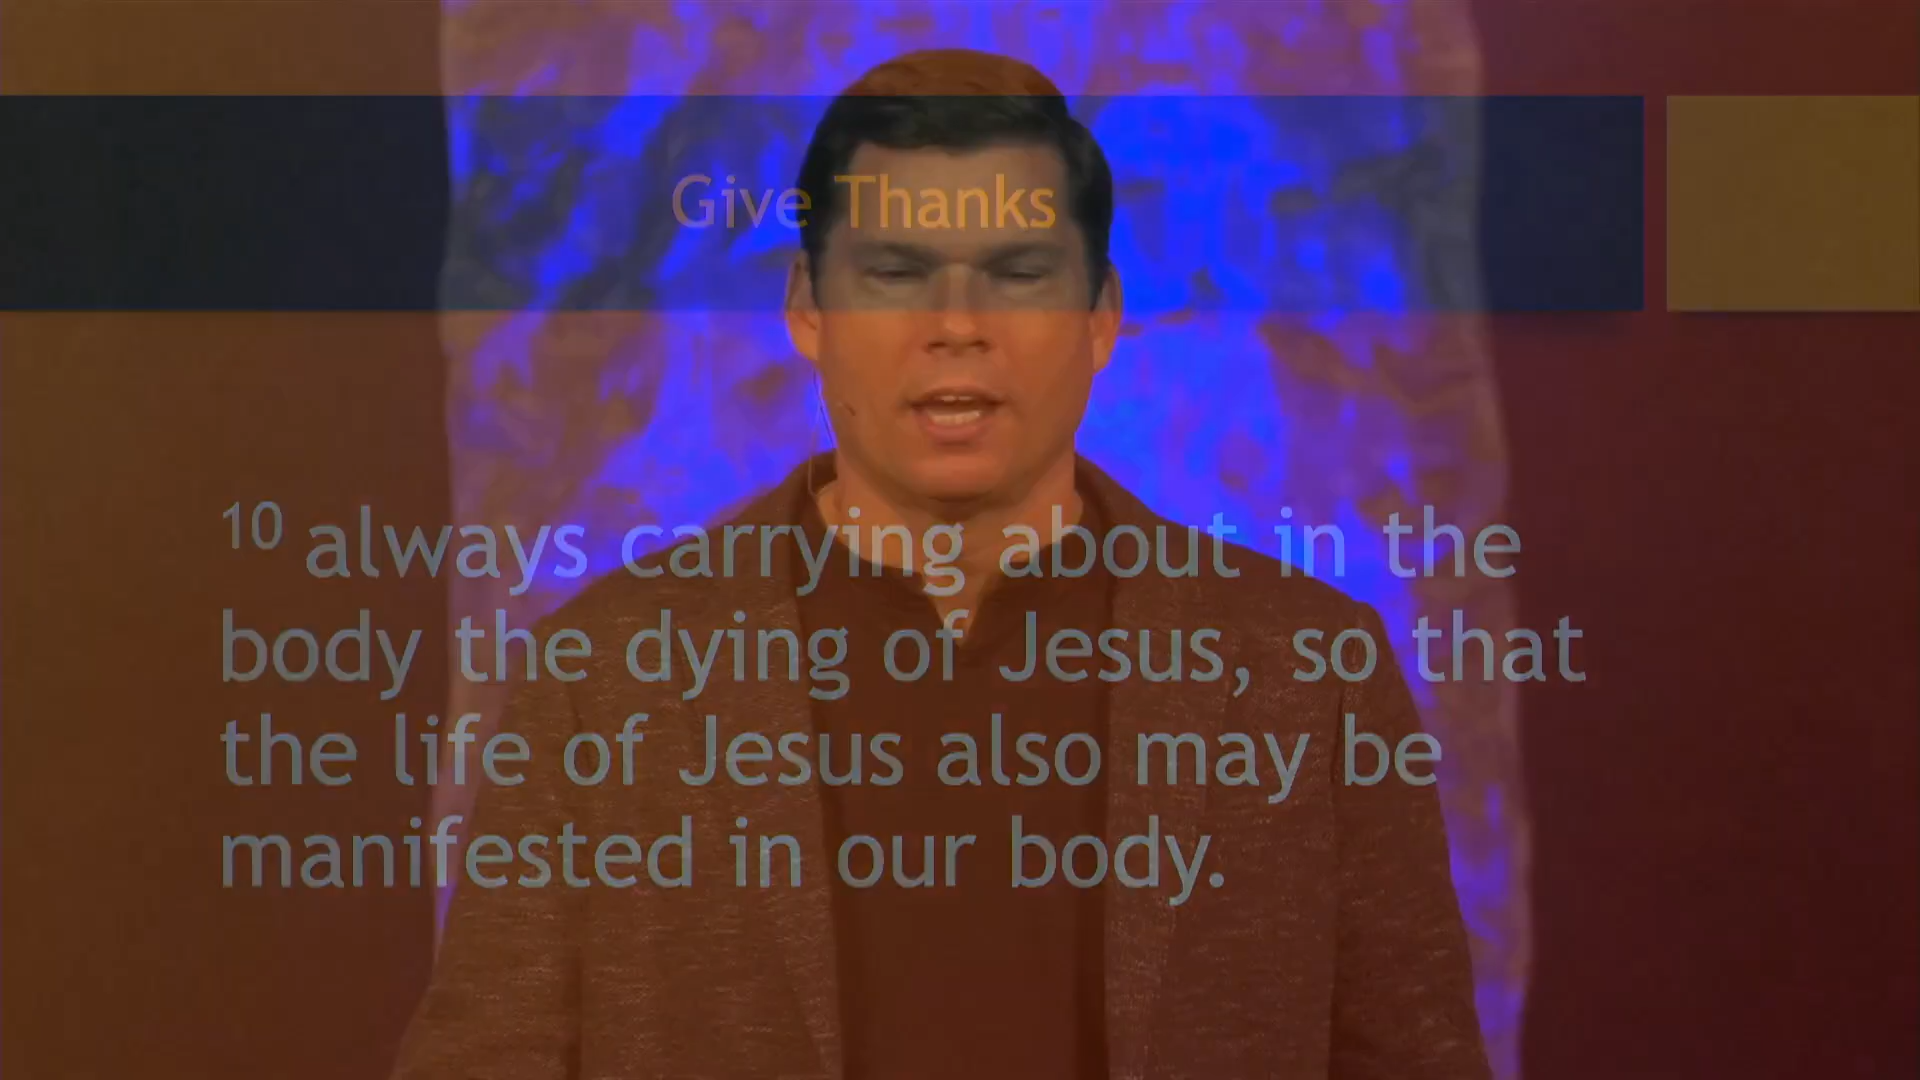 Give Thanks
10 always carrying about in the
body the dying of Jesus, so that
the life of Jesus also may be
manifested in our body.